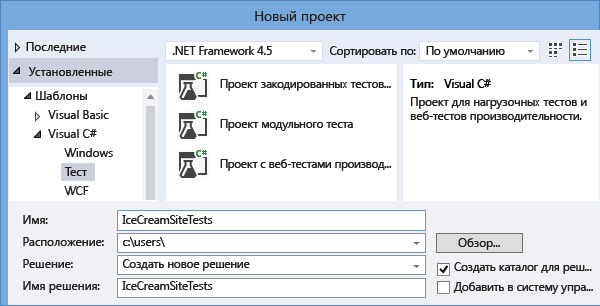 Новый проект
Последние
.NET Framework 4.5
Сортировать по:
По умолчанию
Установленные
Шаблоны
Visual Basic
Visual C#
Windows
Тест
WCF
C#
Проект закодированных тестов...
C#
Проект модульного теста
C#
Проект с веб-тестами производ...
Тип: Visual C#
Проект для нагрузочных тестов и
веб-тестов производительности.
Имя:
IceCreamSiteTests
Расположение:
c:\users\
Обзор...
Решение:
Создать новое решение
Создать каталог для реш...
Имя решения:
IceCreamSiteTests
Добавить в систему упра...